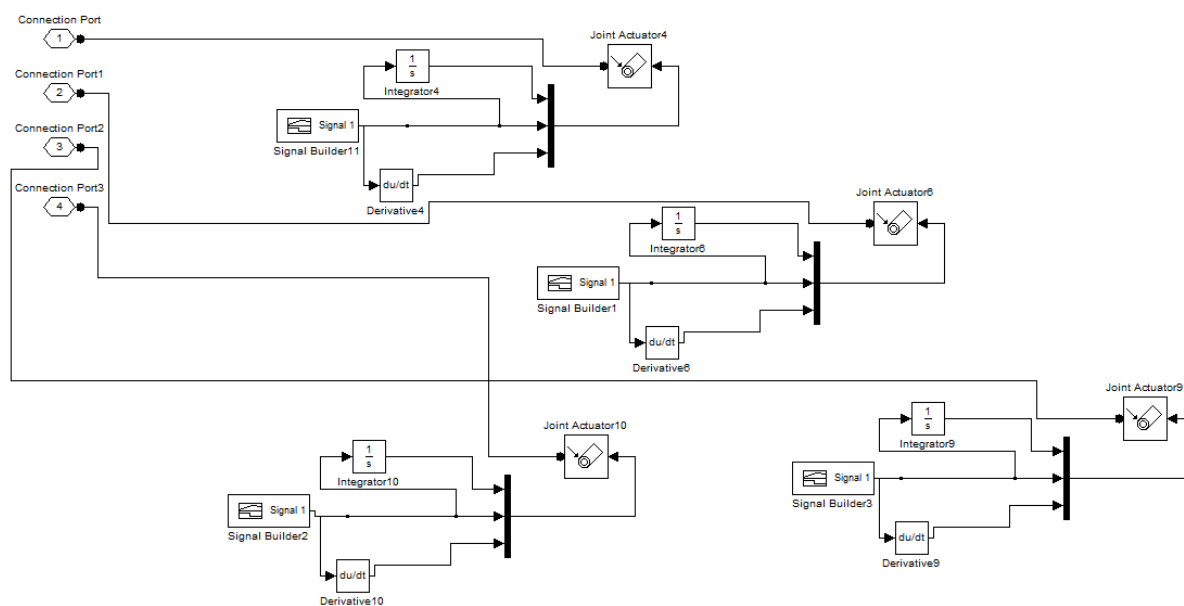 Connection Port
1
Joint Actuator4
1
s
Integrator4
Connection Port1
2
Signal 1
Signal Builder11
Connection Port2
3
du/dt
Derivative4
Connection Port3
4
Joint Actuator6
1
s
Integrator6
Signal 1
Signal Builder1
du/dt
Derivative6
Joint Actuator9
1
s
Integrator9
Joint Actuator10
1
s
Integrator10
Signal 1
Signal Builder3
Signal 1
Signal Builder2
du/dt
Derivative9
du/dt
Derivative10